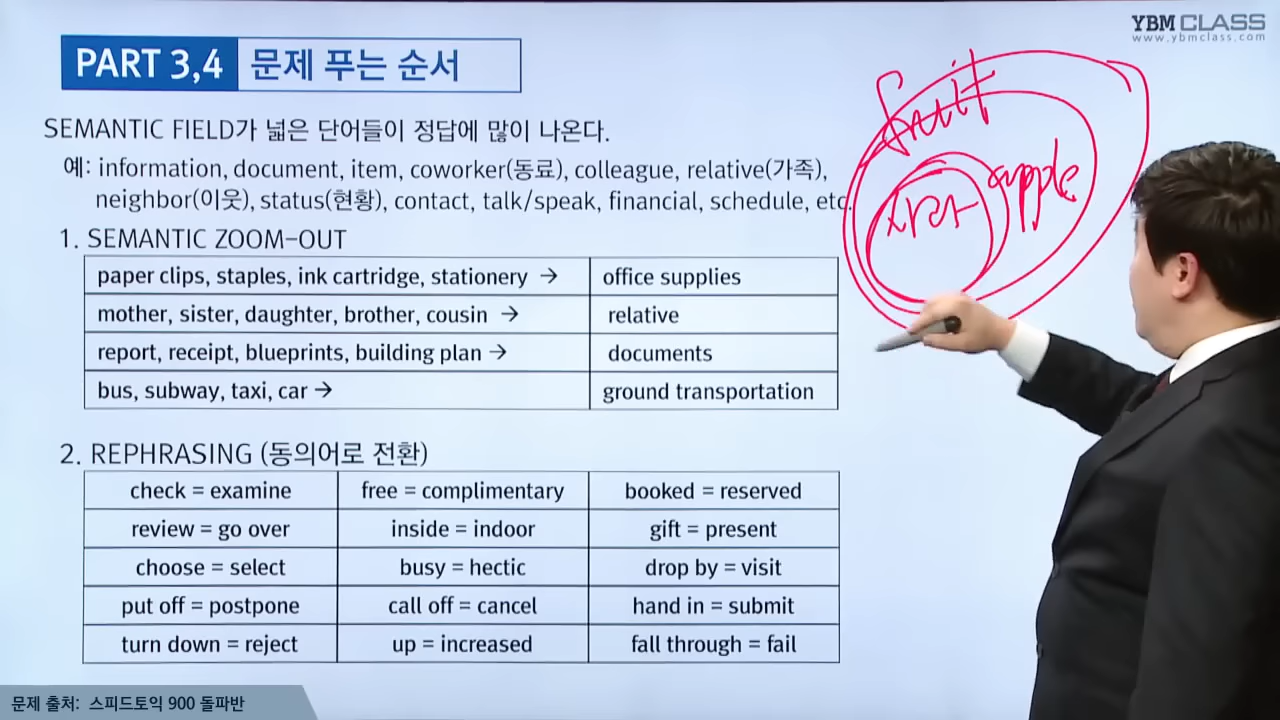 YBM CLASS
www.ybmclass.com
PART 3,4 문제 푸는 순서
SEMANTIC FIELD가 넓은 단어들이 정답에 많이 나온다.
예: information, document, item, coworker(동료), colleague, relative(가족),
neighbor(이웃), status(현황), contact, talk/speak, financial, schedule, etc.
fruit
apple
1. SEMANTIC ZOOM-OUT
paper clips, staples, ink cartridge, stationery → office supplies
mother, sister, daughter, brother, cousin → relative
report, receipt, blueprints, building plan → documents
bus, subway, taxi, car → ground transportation
2. REPHRASING (동의어로 전환)
check = examine free = complimentary booked = reserved
review = go over inside = indoor gift = present
choose = select busy = hectic drop by = visit
put off = postpone call off = cancel hand in = submit
turn down = reject up = increased fall through = fail
문제 출처: 스피드토익 900 돌파반